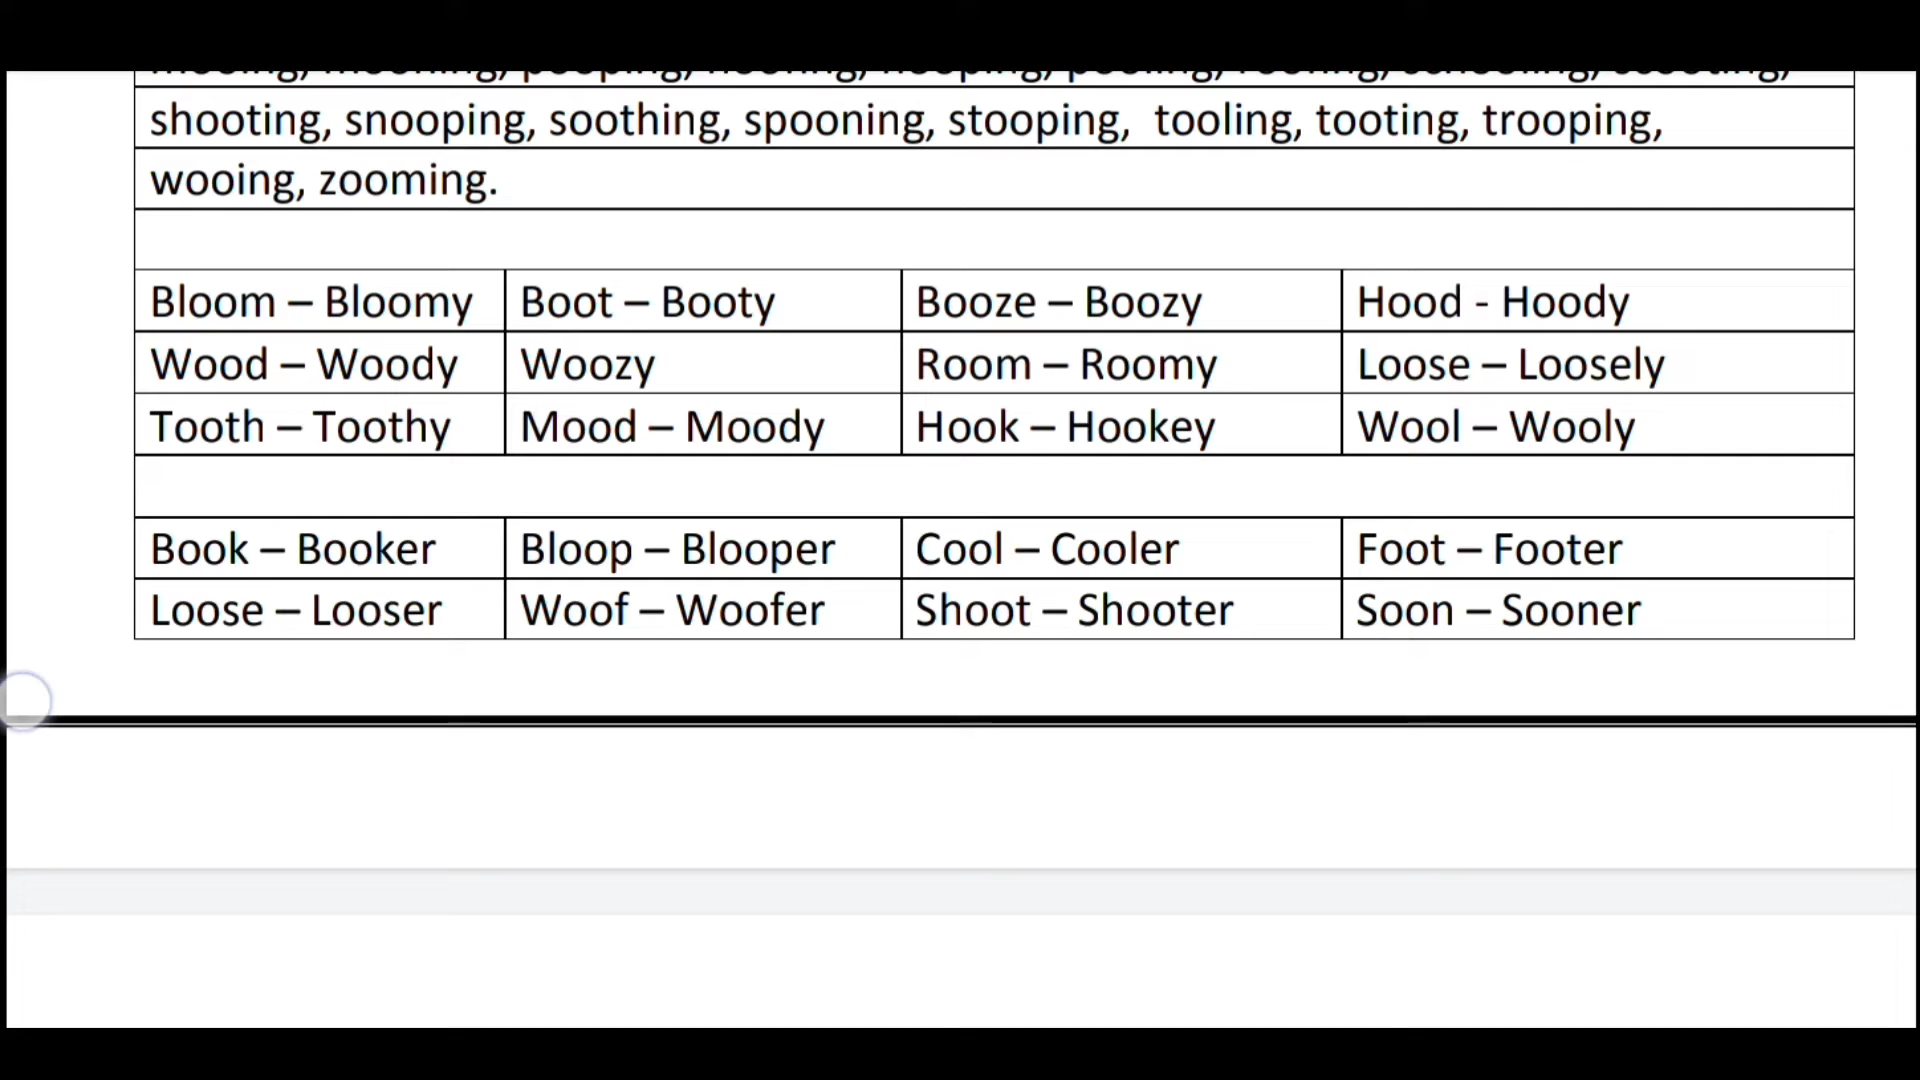 shooting, snooping, soothing, spooning, stooping, tooling, tooting, trooping,
wooing, zooming.
Bloom – Bloomy Boot – Booty Booze – Boozy Hood - Hoody
Wood – Woody Woozy Room – Roomy Loose – Loosely
Tooth – Toothy Mood – Moody Hook – Hookey Wool – Wooly
Book – Booker Bloop – Blooper Cool – Cooler Foot – Footer
Loose – Looser Woof – Woofer Shoot – Shooter Soon – Sooner